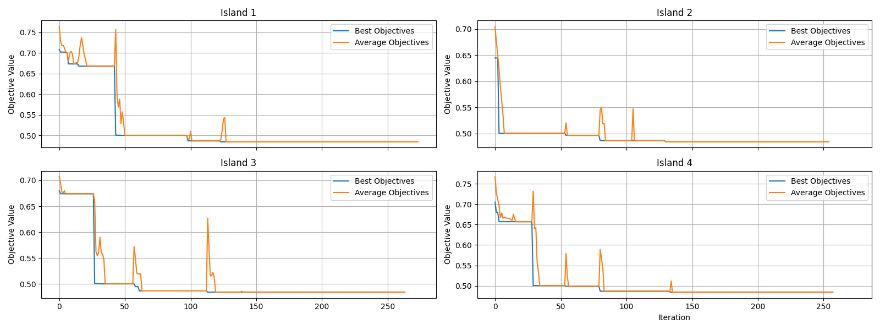 Island 1
Objective Value
0.75
0.70
0.65
0.60
0.55
0.50
Best Objectives
Average Objectives
Island 2
Objective Value
0.70
0.65
0.60
0.55
0.50
Best Objectives
Average Objectives
Island 3
Objective Value
0.70
0.65
0.60
0.55
0.50
Best Objectives
Average Objectives
0 50 100 150 200 250
Island 4
Objective Value
0.75
0.70
0.65
0.60
0.55
0.50
Best Objectives
Average Objectives
0 50 100 150 200 250
Iteration